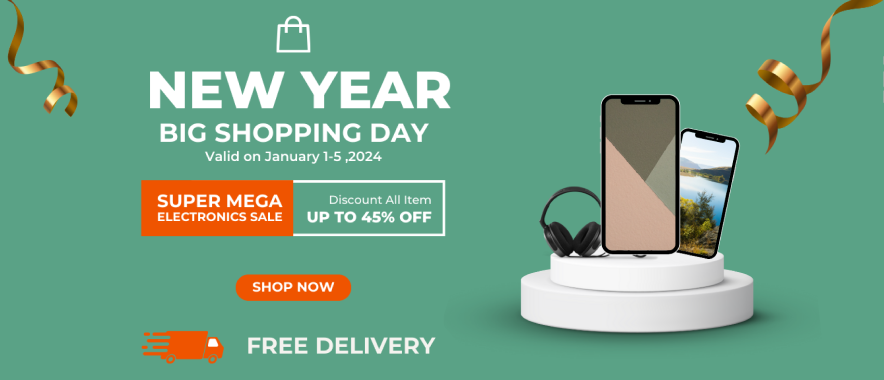 NEW YEAR
BIG SHOPPING DAY
Valid on January 1-5 ,2024
SUPER MEGA
ELECTRONICS SALE
Discount All Item
UP TO 45% OFF
SHOP NOW
FREE DELIVERY